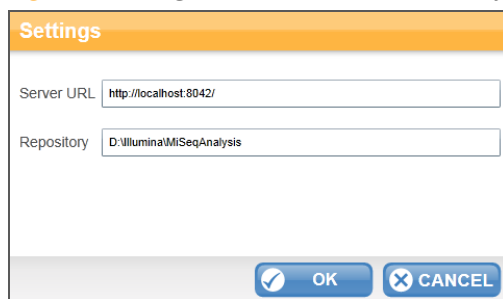 Settings
Server URL http://localhost:8042/
Repository D:\Illumina\MiSeqAnalysis
OK CANCEL